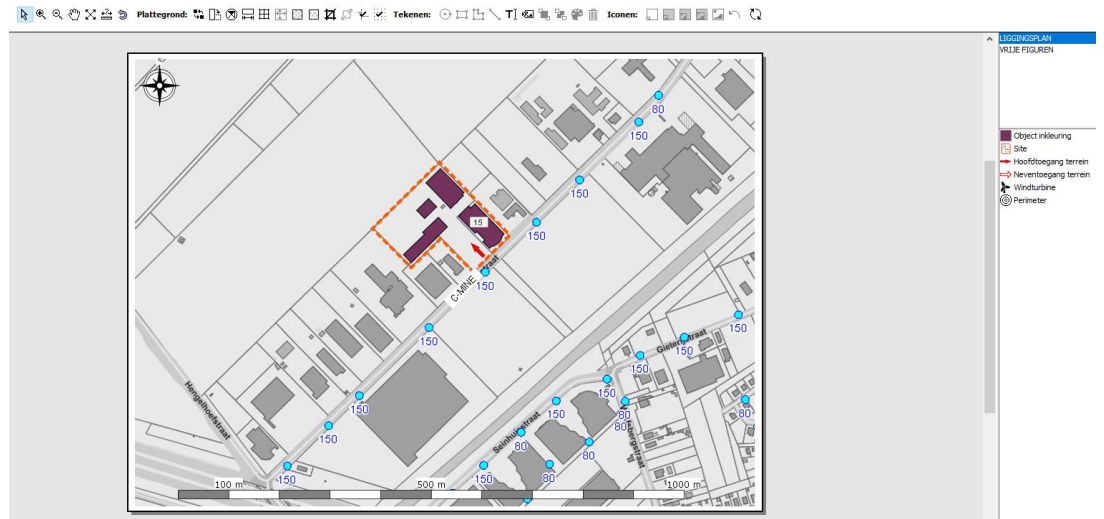 Plattegrond:
Tekenen:
T
Iconen:
LIGGINGSPLAN
VRIJE FIGUREN
Object inkleuring
Site
Hoofdtoegang terrein
Neventoegang terrein
Windturbine
Perimeter
N
80
150
150
15
150
straat
150
C-MINE
150
150
Gieterijstraat
150
150
Hengelhoofstraat
150
150
80
80
150
80
Seinhuisstraat
80
80
150
150
150
80
100 m
500 m
1000 m